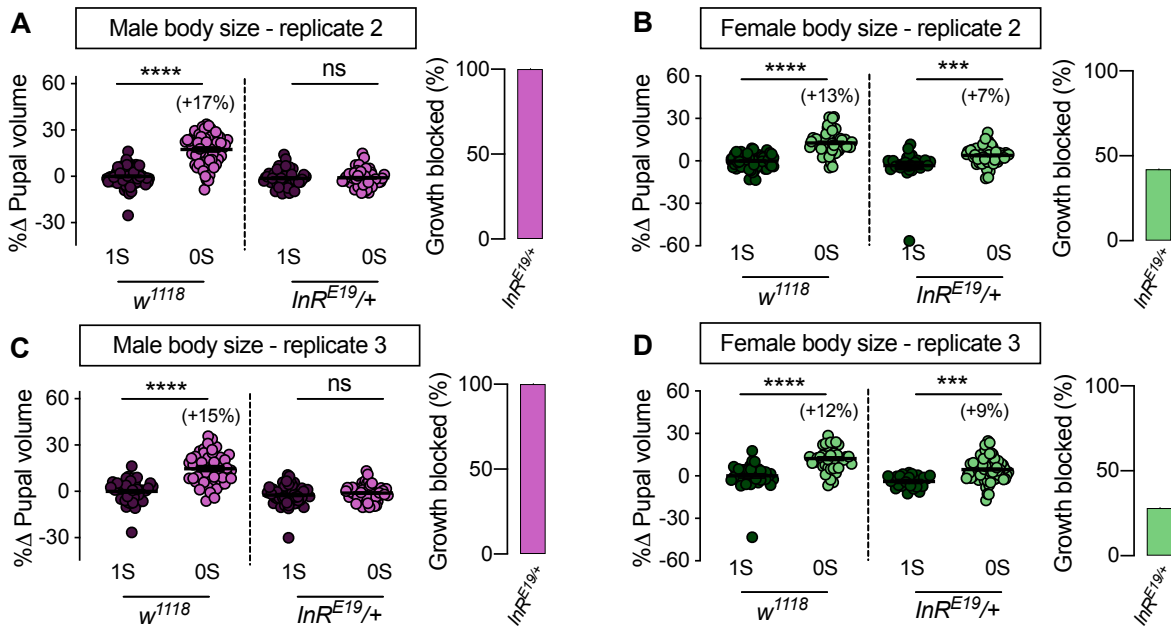 A
Male body size - replicate 2
%Δ Pupal volume
60
30
0
-30
****
(+17%)
ns
1S 0S 1S 0S
w¹¹¹⁸ InRᴱ¹⁹/+
Growth blocked (%)
100
50
0
InRᴱ¹⁹/⁺
B
Female body size - replicate 2
%Δ Pupal volume
60
30
0
-30
-60
****
(+13%)
***
(+7%)
1S 0S 1S 0S
w¹¹¹⁸ InRᴱ¹⁹/+
Growth blocked (%)
100
50
0
InRᴱ¹⁹/⁺
C
Male body size - replicate 3
%Δ Pupal volume
60
30
0
-30
****
(+15%)
ns
1S 0S 1S 0S
w¹¹¹⁸ InRᴱ¹⁹/+
Growth blocked (%)
100
50
0
InRᴱ¹⁹/⁺
D
Female body size - replicate 3
%Δ Pupal volume
60
30
0
-30
-60
****
(+12%)
***
(+9%)
1S 0S 1S 0S
w¹¹¹⁸ InRᴱ¹⁹/+
Growth blocked (%)
100
50
0
InRᴱ¹⁹/⁺